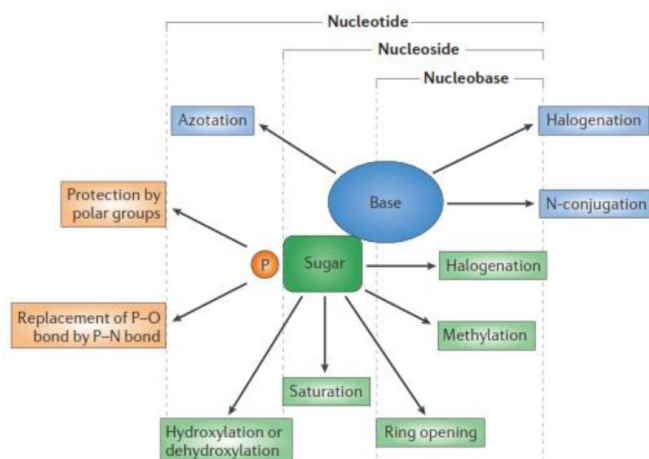 Nucleotide
Nucleoside
Nucleobase
Azotation
Halogenation
Protection by
polar groups
Base
N-conjugation
P
Sugar
Halogenation
Replacement of P–O
bond by P–N bond
Methylation
Saturation
Hydroxylation or
dehydroxylation
Ring opening